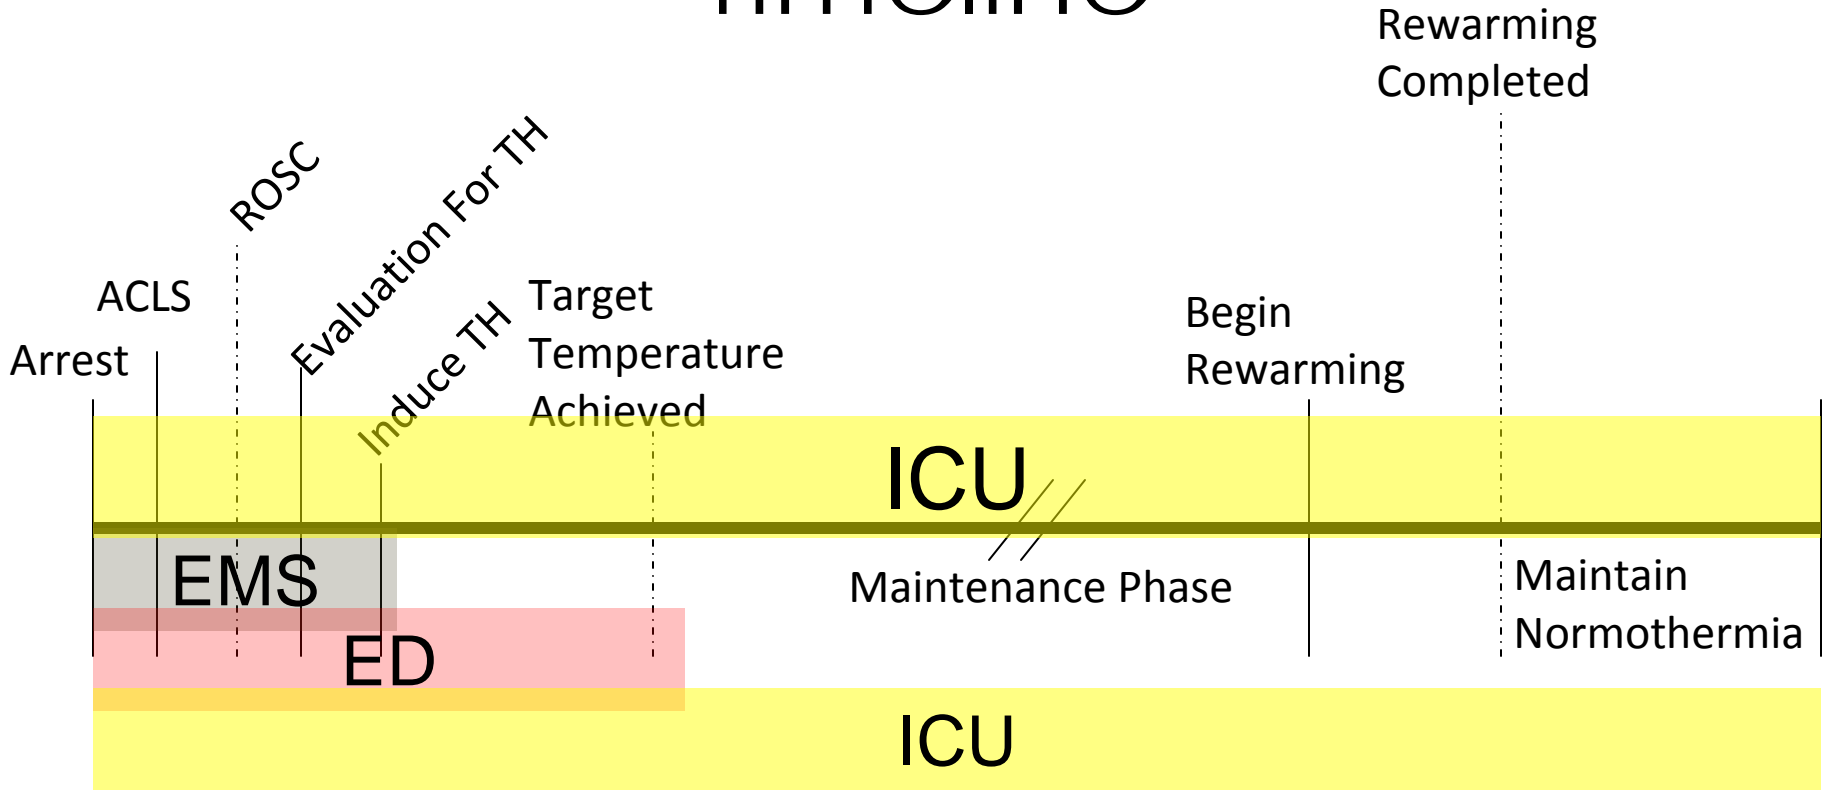 Timeline
Rewarming
Completed
ROSC
Evaluation For TH
ACLS
Induce TH
Target
Temperature
Achieved
Begin
Rewarming
Arrest
ICU
EMS
Maintenance Phase
Maintain
Normothermia
ED
ICU